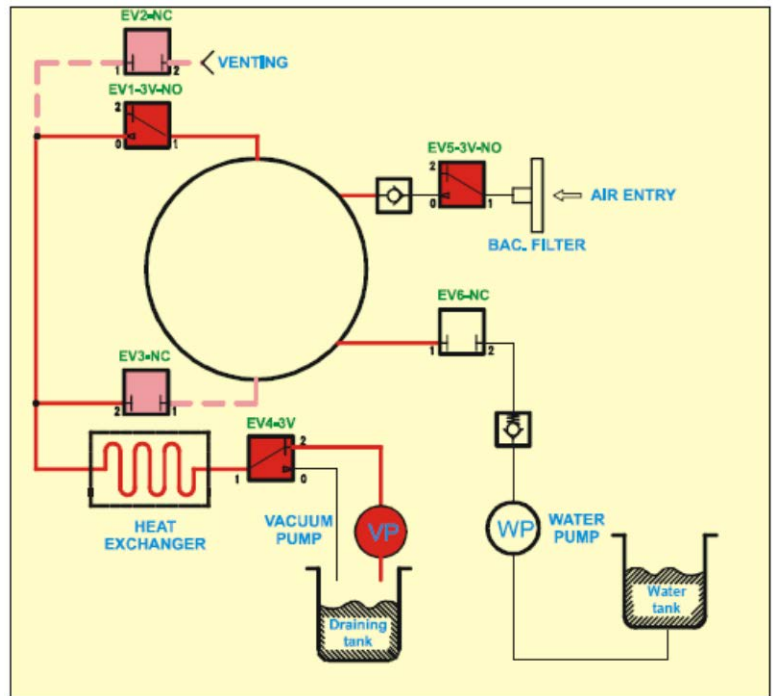 EV2-NC
1 2
VENTING
EV1-3V-NO
2
0 1
EV5-3V-NO
2
0 1
AIR ENTRY
BAC. FILTER
EV6-NC
1 2
EV3-NC
2 1
EV4-3V
2
1 0
HEAT
EXCHANGER
VACUUM
PUMP
VP
WP
WATER
PUMP
Draining
tank
Water
tank